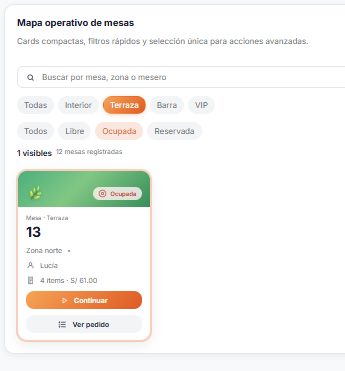 Mapa operativo de mesas
Cards compactas, filtros rápidos y selección única para acciones avanzadas.
Buscar por mesa, zona o mesero
Todas Interior Terraza Barra VIP
Todos Libre Ocupada Reservada
1 visibles 12 mesas registradas
Ocupada
Mesa · Terraza
13
Zona norte •
Lucía
4 items · S/ 61.00
Continuar
Ver pedido